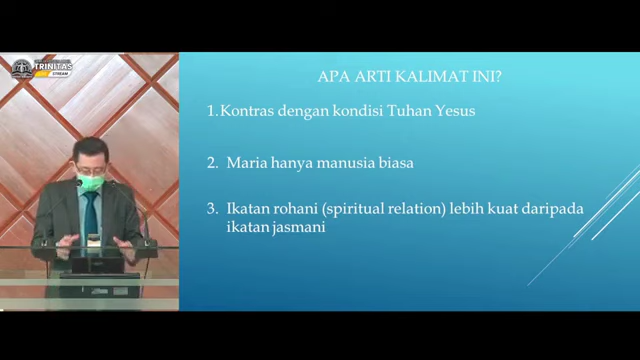 TRINITAS
STREAM
APA ARTI KALIMAT INI?
1. Kontras dengan kondisi Tuhan Yesus
2. Maria hanya manusia biasa
3. Ikatan rohani (spiritual relation) lebih kuat daripada
ikatan jasmani